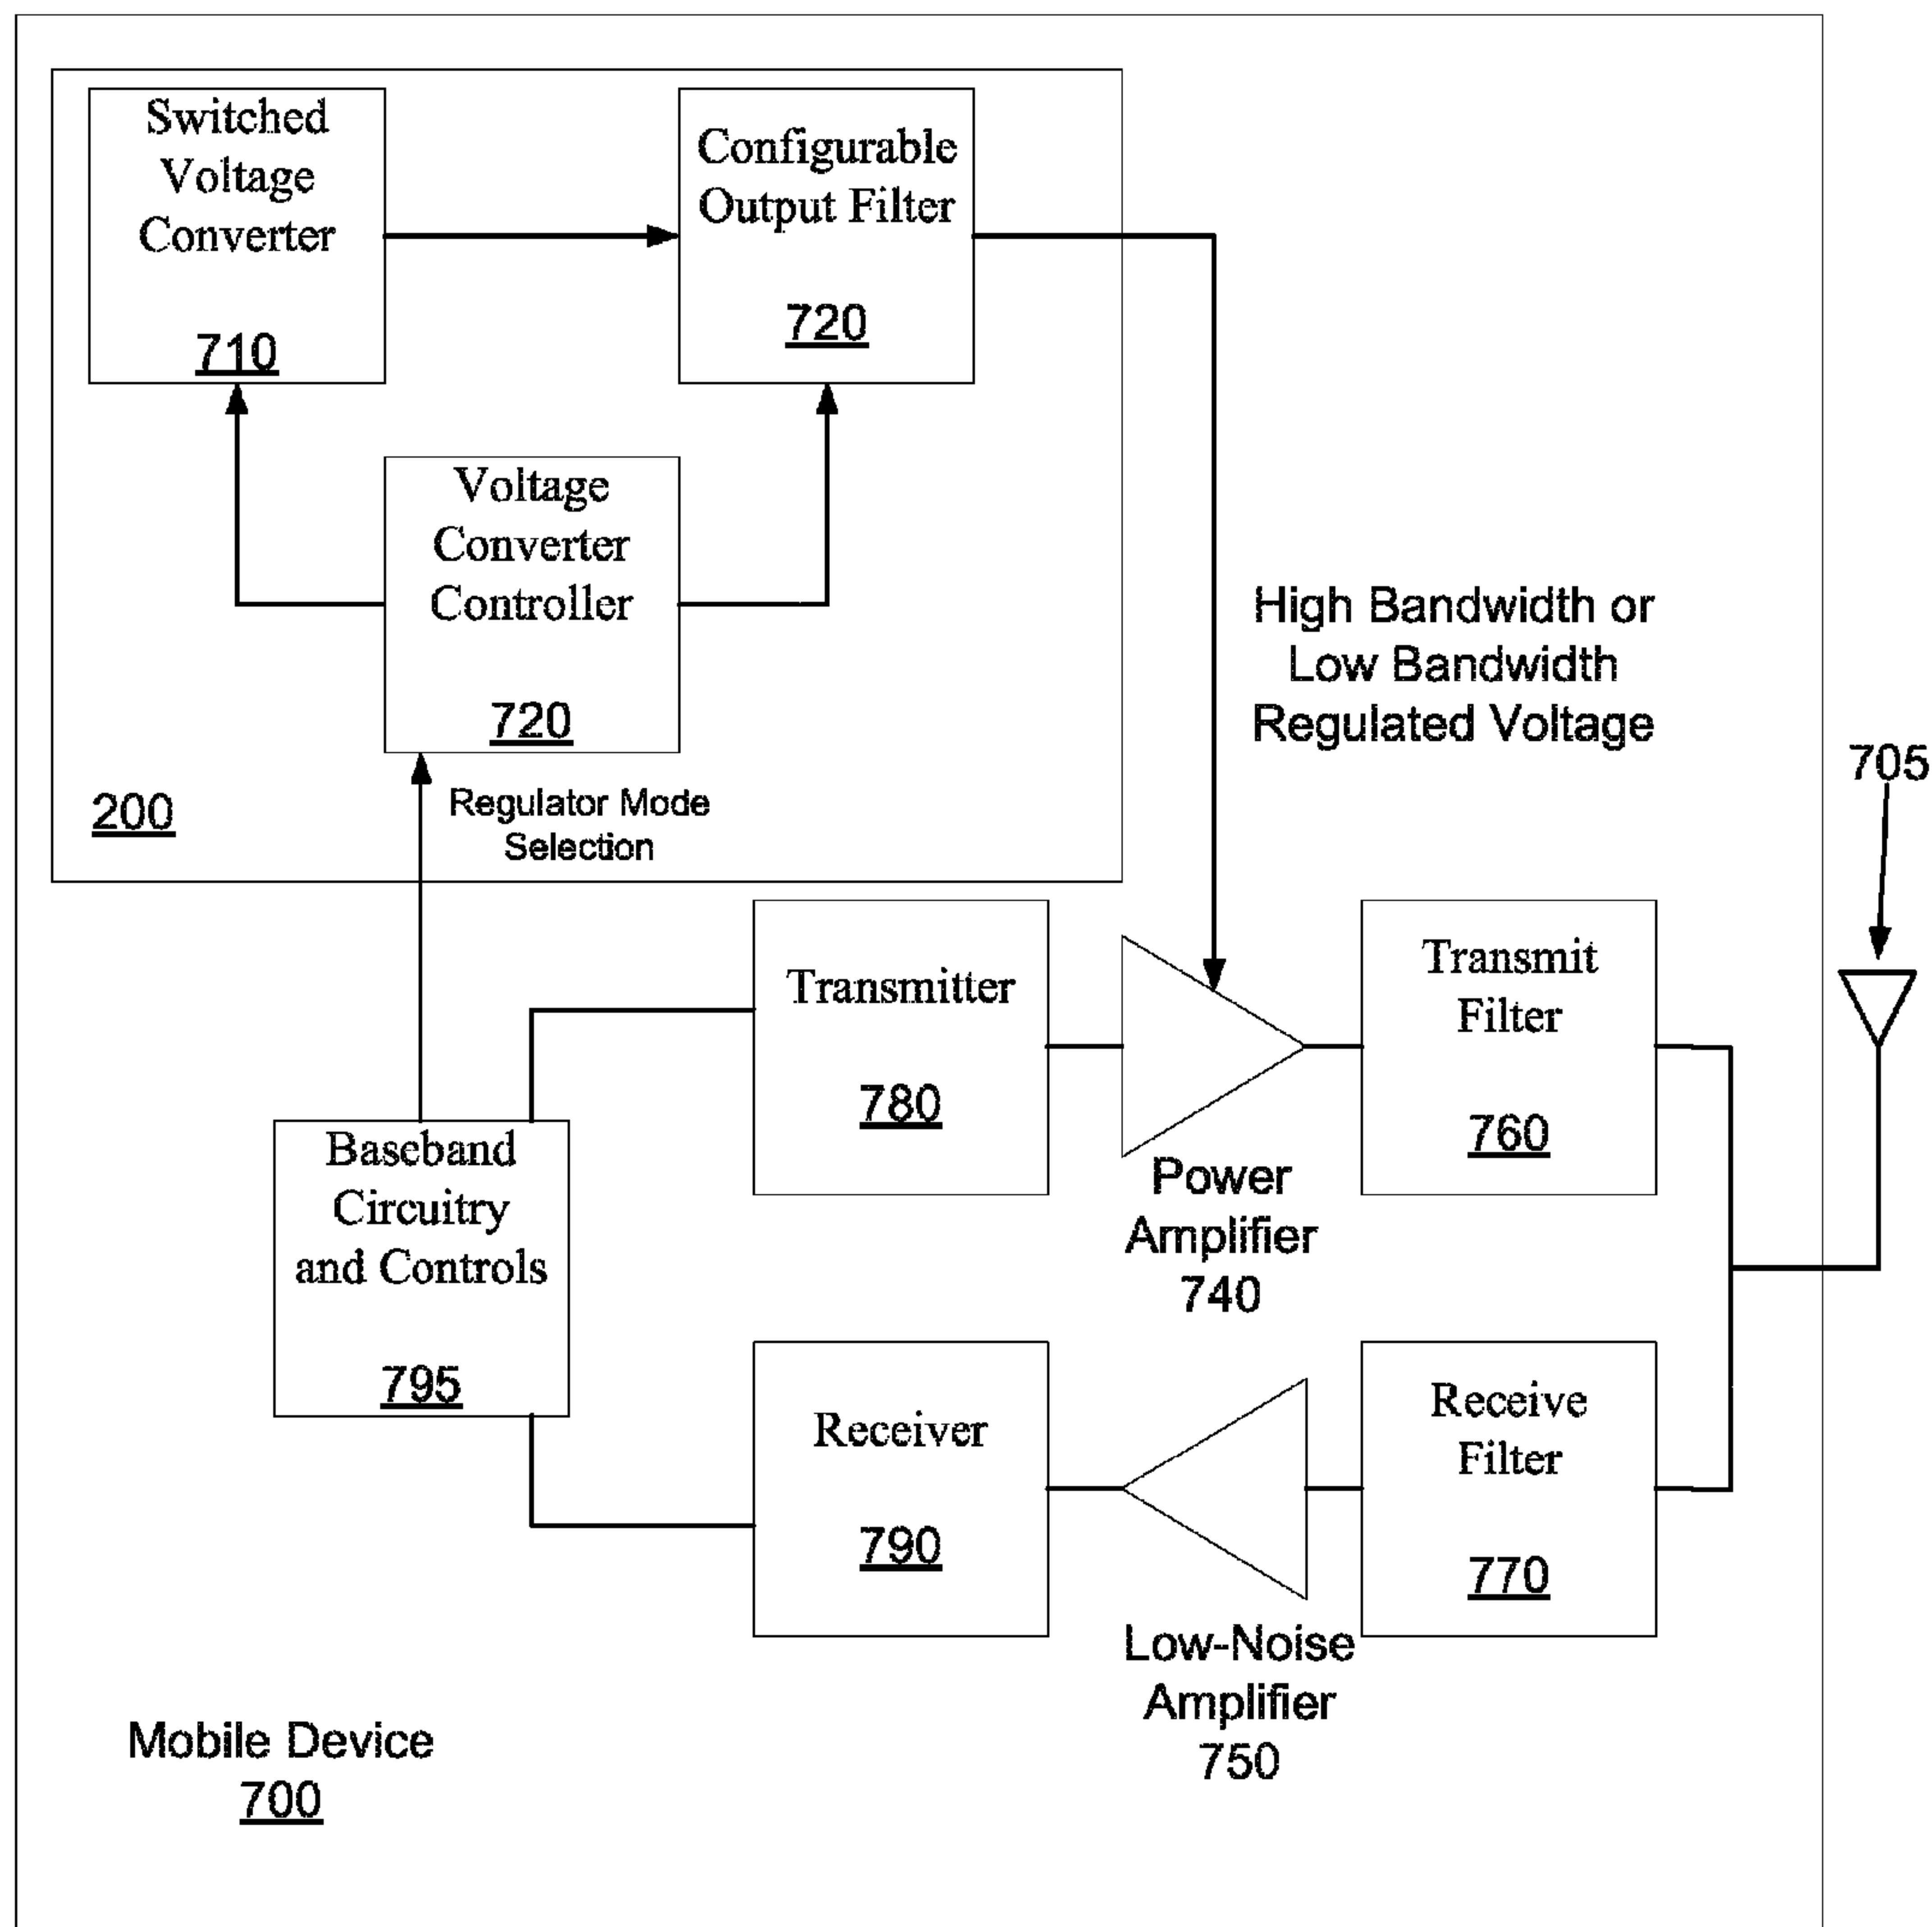 Switched
Voltage
Converter
710
Configurable
Output Filter
720
Voltage
Converter
Controller
720
200
Regulator Mode
Selection
High Bandwidth or
Low Bandwidth
Regulated Voltage
705
Transmitter
780
Power
Amplifier
740
Transmit
Filter
760
Baseband
Circuitry
and Controls
795
Receiver
790
Low-Noise
Amplifier
750
Receive
Filter
770
Mobile Device
700